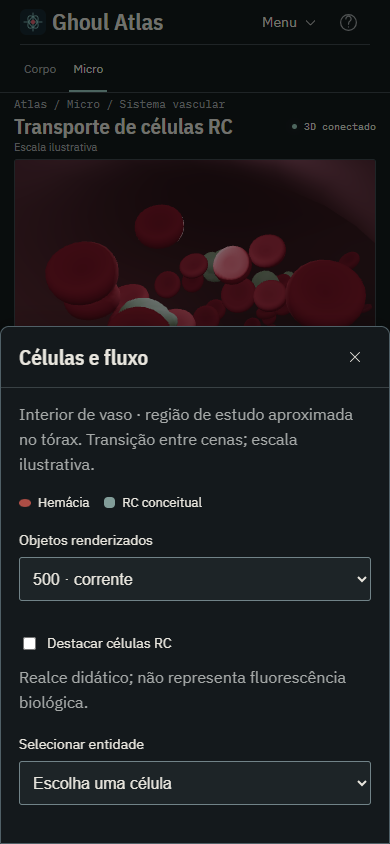 Ghoul Atlas
Menu
Corpo Micro
Atlas / Micro / Sistema vascular
Transporte de células RC
3D conectado
Escala ilustrativa
Células e fluxo
Interior de vaso · região de estudo aproximada
no tórax. Transição entre cenas; escala
ilustrativa.
Hemácia RC conceitual
Objetos renderizados
500 · corrente
Destacar células RC
Realce didático; não representa fluorescência
biológica.
Selecionar entidade
Escolha uma célula